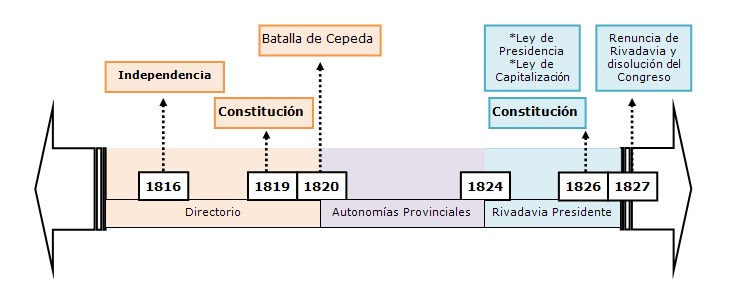 Batalla de Cepeda
*Ley de
Presidencia
*Ley de
Capitalización
Renuncia de
Rivadavia y
disolución del
Congreso
Independencia
Constitución
Constitución
1816
1819
1820
1824
1826
1827
Directorio
Autonomías Provinciales
Rivadavia Presidente